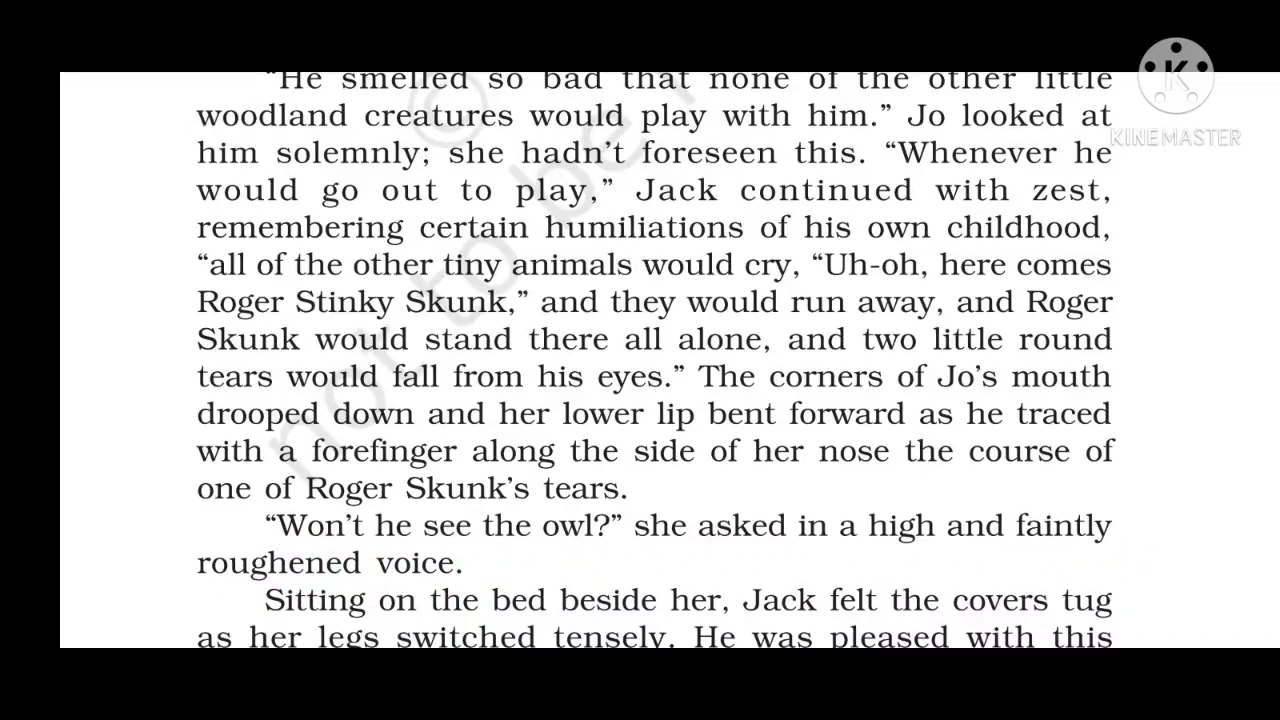 "He smelled so bad that none of the other little
woodland creatures would play with him.” Jo looked at
him solemnly; she hadn’t foreseen this. “Whenever he
would go out to play,” Jack continued with zest,
remembering certain humiliations of his own childhood,
“all of the other tiny animals would cry, “Uh-oh, here comes
Roger Stinky Skunk,” and they would run away, and Roger
Skunk would stand there all alone, and two little round
tears would fall from his eyes.” The corners of Jo’s mouth
drooped down and her lower lip bent forward as he traced
with a forefinger along the side of her nose the course of
one of Roger Skunk’s tears.
“Won’t he see the owl?” she asked in a high and faintly
roughened voice.
Sitting on the bed beside her, Jack felt the covers tug
as her legs switched tensely. He was pleased with this
K
KINEMASTER
©
not to be r